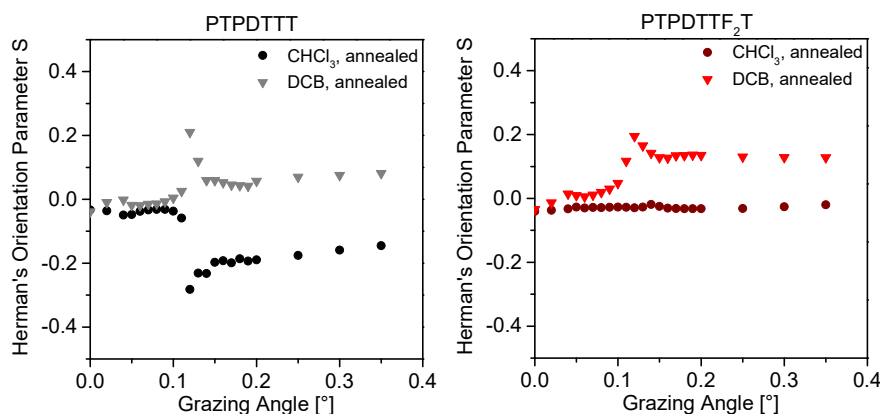 PTPDTTT
CHCl₃, annealed
DCB, annealed
Herman's Orientation Parameter S
0.4
0.2
0.0
-0.2
-0.4
0.0 0.1 0.2 0.3 0.4
Grazing Angle [°]
PTPDTTF₂T
CHCl₃, annealed
DCB, annealed
Herman's Orientation Parameter S
0.4
0.2
0.0
-0.2
-0.4
0.0 0.1 0.2 0.3 0.4
Grazing Angle [°]